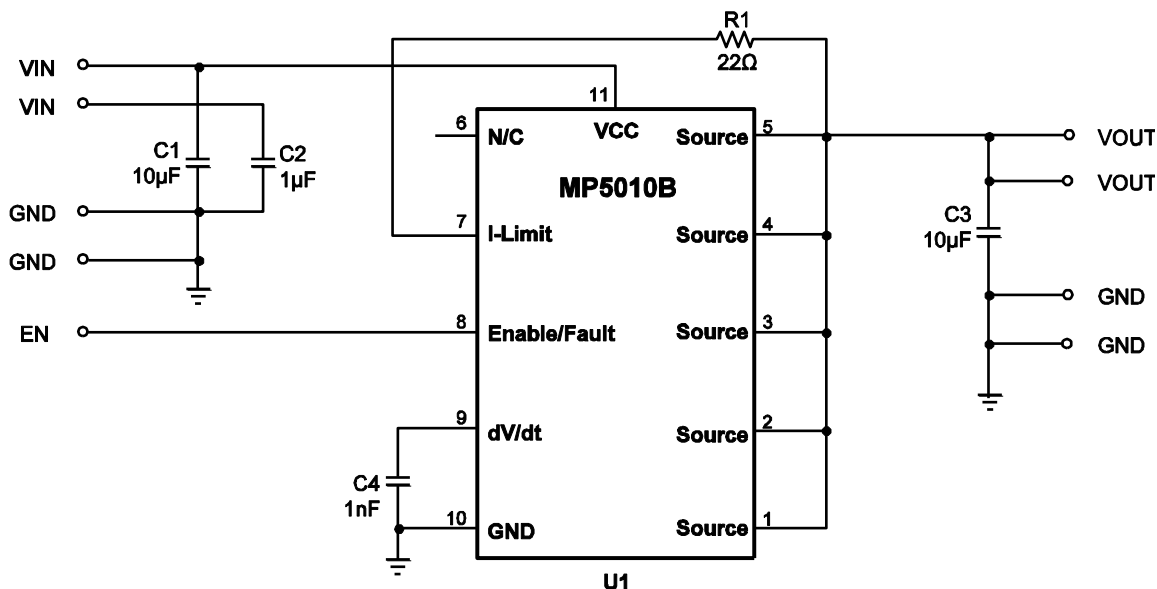 R1
22Ω
VIN
VIN
C1
10µF
C2
1µF
GND
GND
EN
11
VCC
6
N/C
Source
5
MP5010B
7
I-Limit
Source
4
8
Enable/Fault
Source
3
9
dV/dt
Source
2
C4
1nF
10
GND
Source
1
U1
VOUT
VOUT
C3
10µF
GND
GND